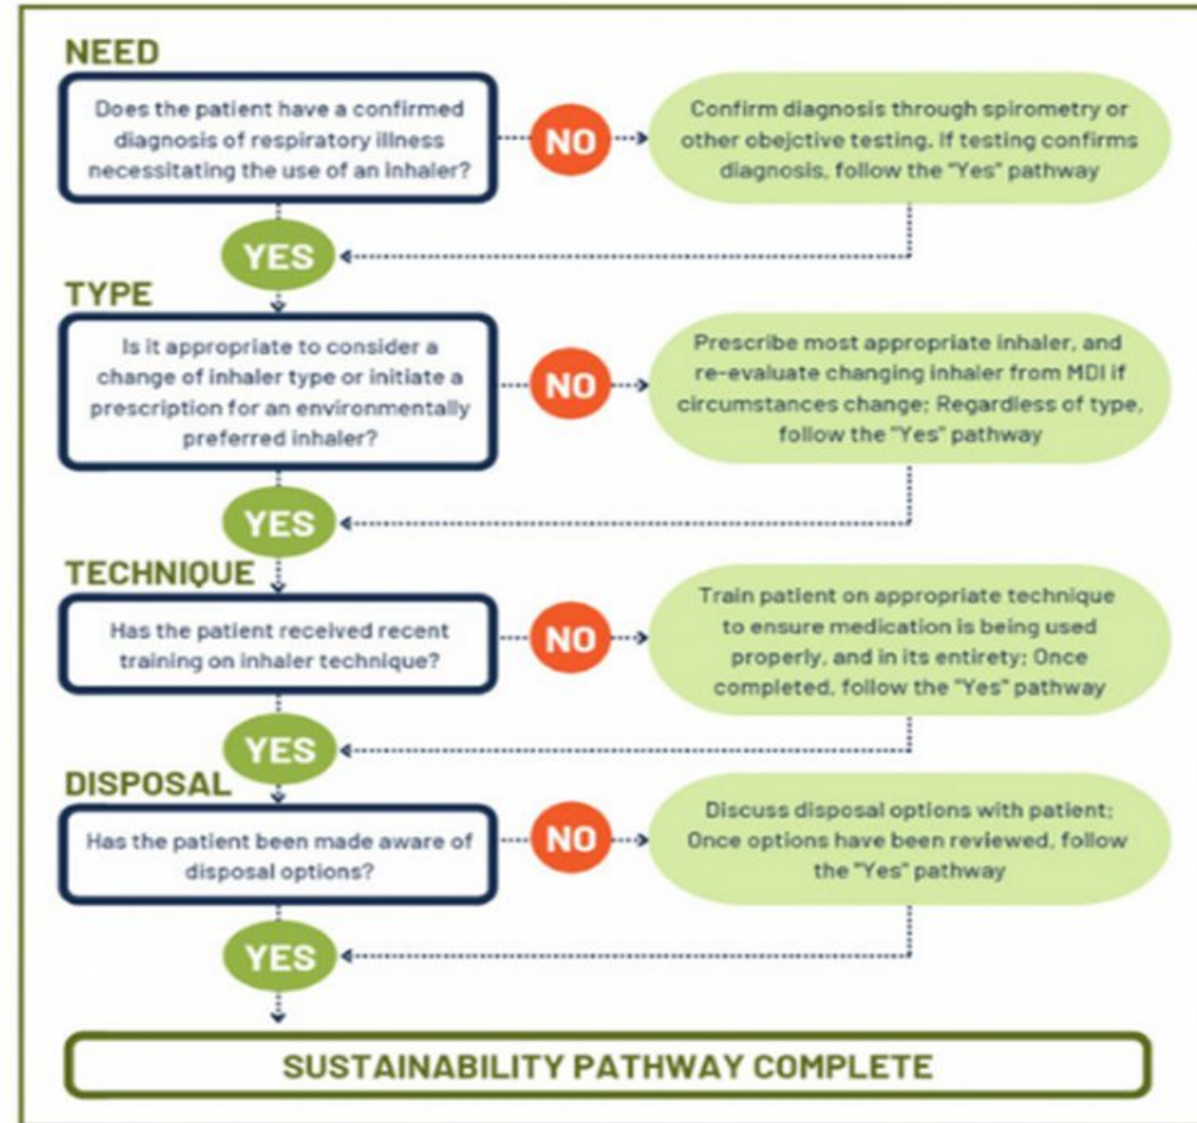 NEED
Does the patient have a confirmed
diagnosis of respiratory illness
necessitating the use of an inhaler?
NO
Confirm diagnosis through spirometry or
other obejctive testing. If testing confirms
diagnosis, follow the "Yes" pathway
YES
TYPE
Is it appropriate to consider a
change of inhaler type or initiate a
prescription for an environmentally
preferred inhaler?
NO
Prescribe most appropriate inhaler, and
re-evaluate changing inhaler from MDI if
circumstances change; Regardless of type,
follow the "Yes" pathway
YES
TECHNIQUE
Has the patient received recent
training on inhaler technique?
NO
Train patient on appropriate technique
to ensure medication is being used
properly, and in its entirety; Once
completed, follow the "Yes" pathway
YES
DISPOSAL
Has the patient been made aware of
disposal options?
NO
Discuss disposal options with patient;
Once options have been reviewed, follow
the "Yes" pathway
YES
SUSTAINABILITY PATHWAY COMPLETE